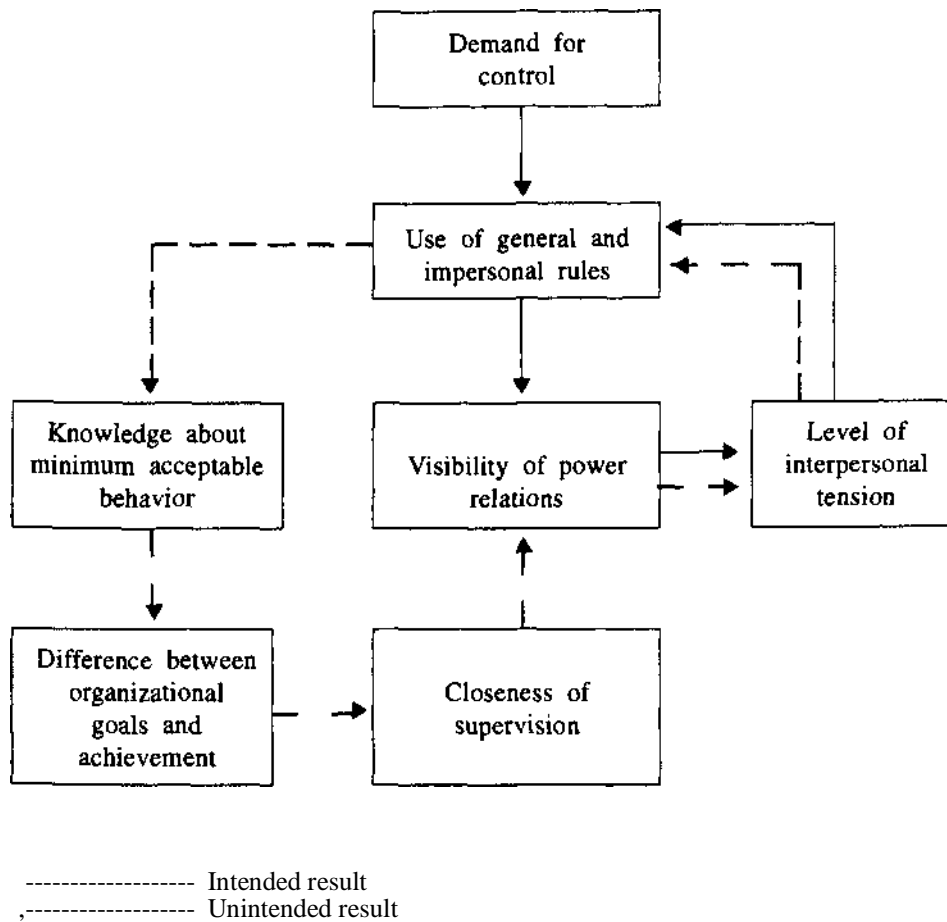 Demand for
control
Use of general and
impersonal rules
Knowledge about
minimum acceptable
behavior
Visibility of power
relations
Level of
interpersonal
tension
Difference between
organizational
goals and
achievement
Closeness of
supervision
------------------- Intended result
,------------------- Unintended result